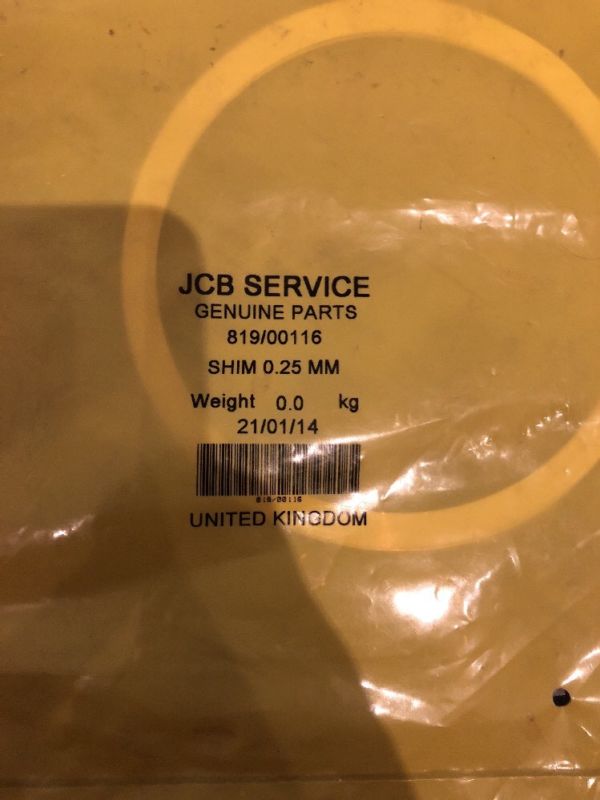 JCB SERVICE
GENUINE PARTS
819/00116
SHIM 0.25 MM
Weight 0.0 kg
21/01/14
819/00116
UNITED KINGDOM